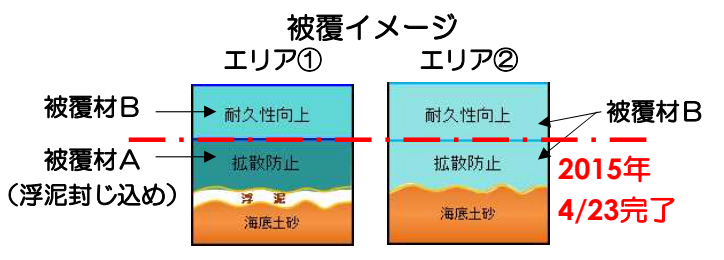 被覆イメージ
エリア①
エリア②
被覆材B
耐久性向上
耐久性向上
被覆材B
被覆材A
(浮泥封じ込め)
拡散防止
拡散防止
浮 泥
海底土砂
海底土砂
2015年
4/23完了